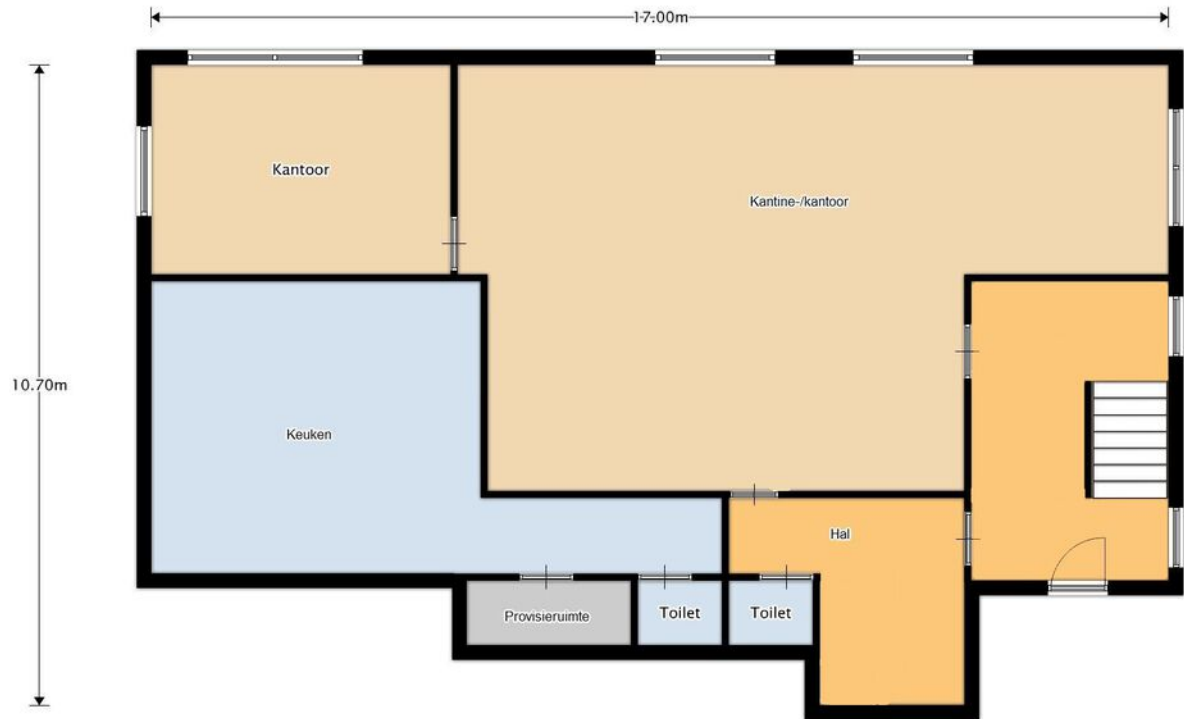 17.00m
Kantoor
Kantine-/kantoor
10.70m
Keuken
Hal
Provisieruimte
Toilet
Toilet